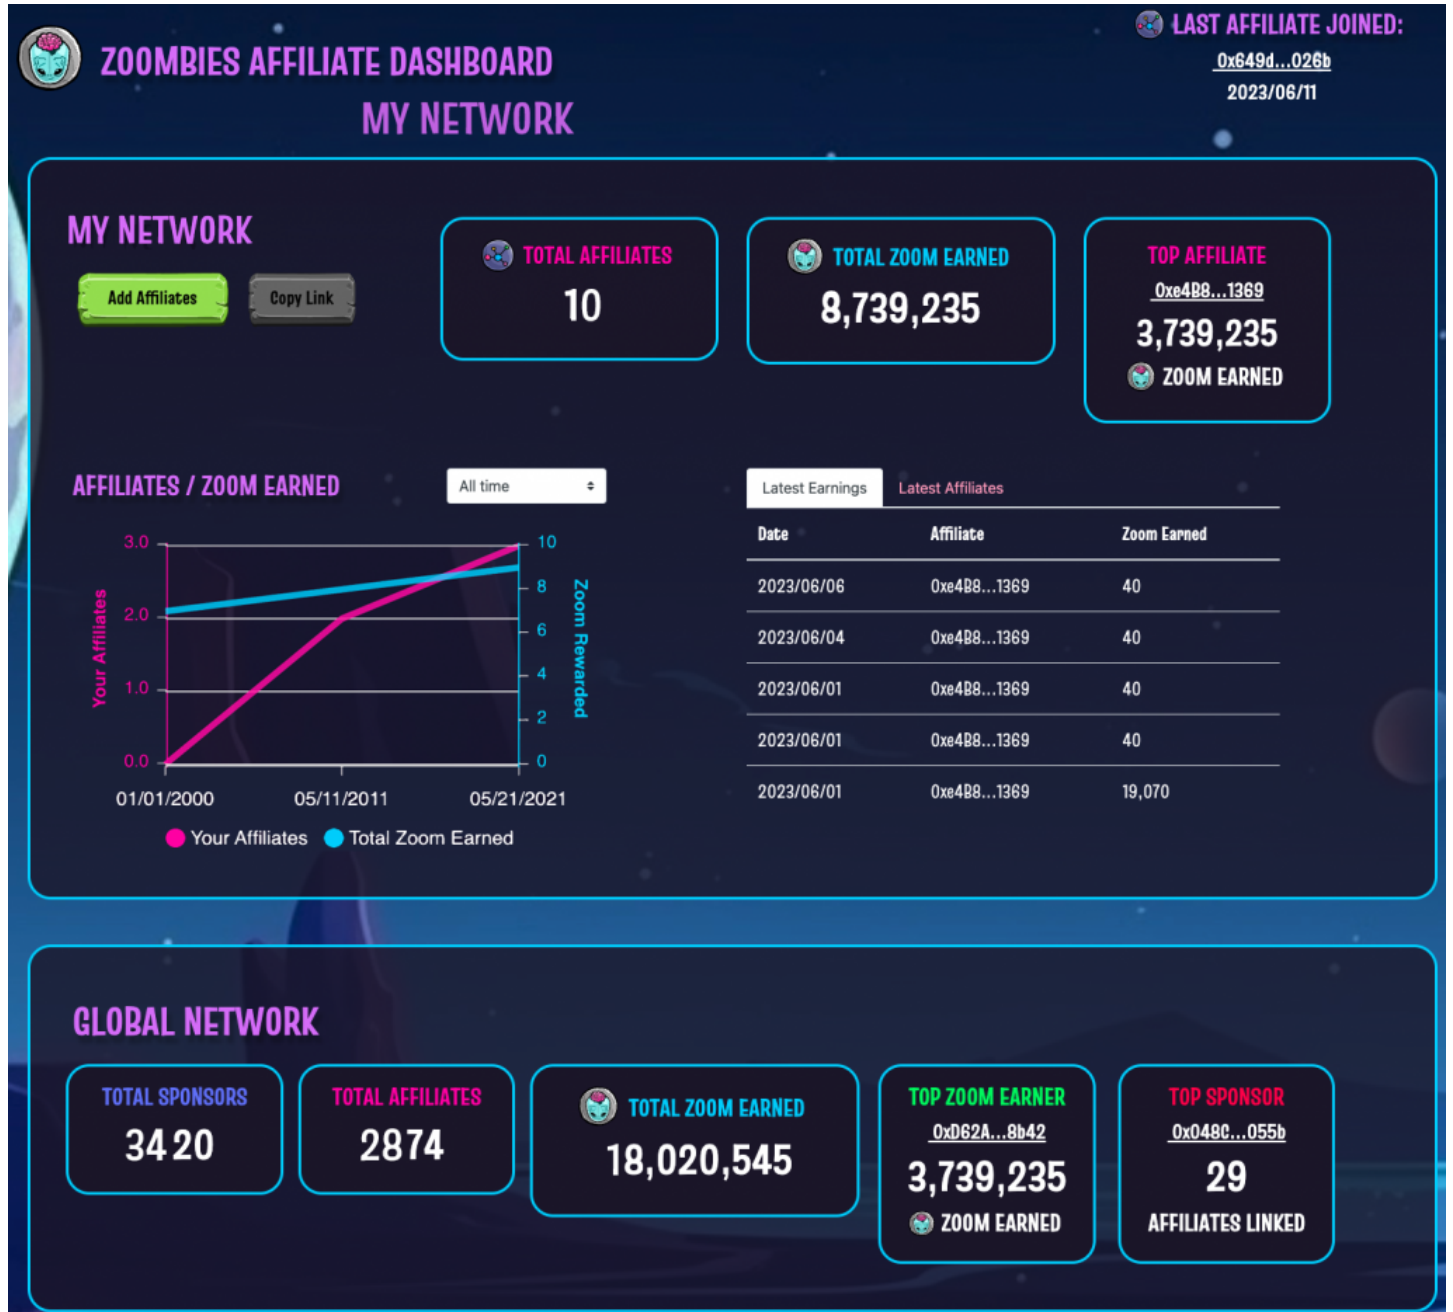 ZOOMBIES AFFILIATE DASHBOARD
MY NETWORK
LAST AFFILIATE JOINED:
0x649d...026b
2023/06/11
MY NETWORK
Add Affiliates
Copy Link
TOTAL AFFILIATES
10
TOTAL ZOOM EARNED
8,739,235
TOP AFFILIATE
0xe4B8...1369
3,739,235
ZOOM EARNED
AFFILIATES / ZOOM EARNED
All time
3.0
2.0
1.0
0.0
Your Affiliates
10
8
6
4
2
0
Zoom Rewarded
01/01/2000 05/11/2011 05/21/2021
Your Affiliates Total Zoom Earned
Latest Earnings Latest Affiliates
Date Affiliate Zoom Earned
2023/06/06 0xe4B8...1369 40
2023/06/04 0xe4B8...1369 40
2023/06/01 0xe4B8...1369 40
2023/06/01 0xe4B8...1369 40
2023/06/01 0xe4B8...1369 19,070
GLOBAL NETWORK
TOTAL SPONSORS
3420
TOTAL AFFILIATES
2874
TOTAL ZOOM EARNED
18,020,545
TOP ZOOM EARNER
0xD62A...8b42
3,739,235
ZOOM EARNED
TOP SPONSOR
0x048C...055b
29
AFFILIATES LINKED